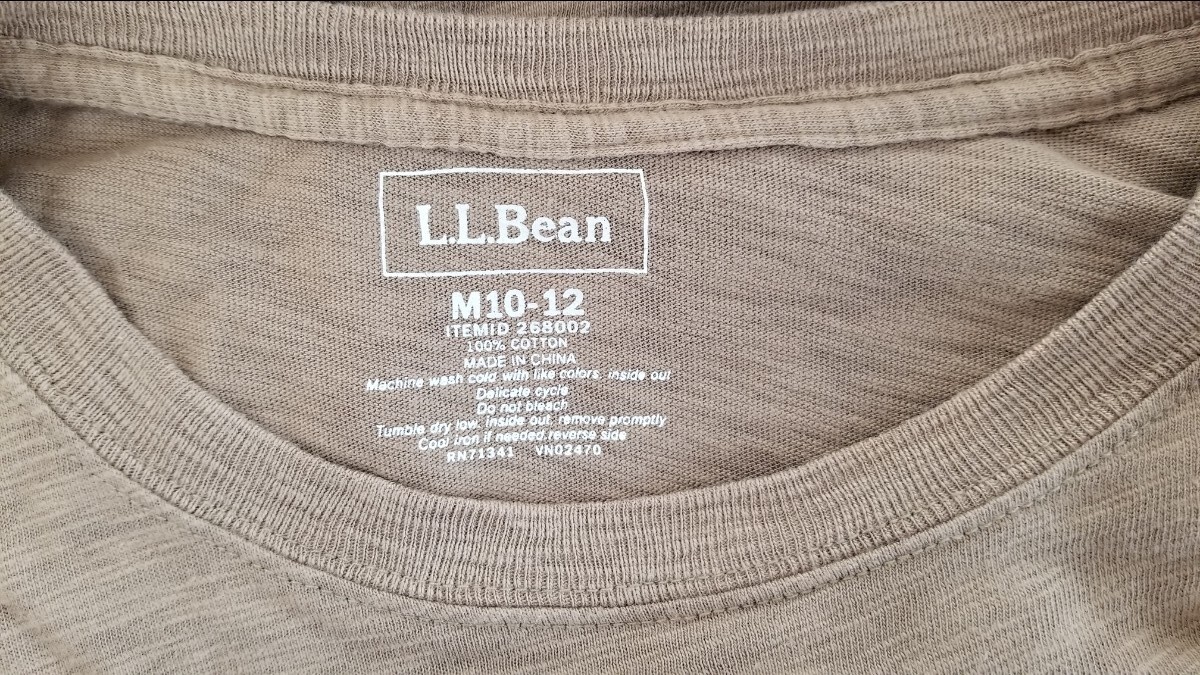 L.L.Bean
M10-12
ITEMID 268002
100% COTTON
MADE IN CHINA
Machine wash cold with like colors, inside out
Delicate cycle
Do not bleach
Tumble dry low, inside out, remove promptly
Cool iron if needed,reverse side
RN71341 VN02470